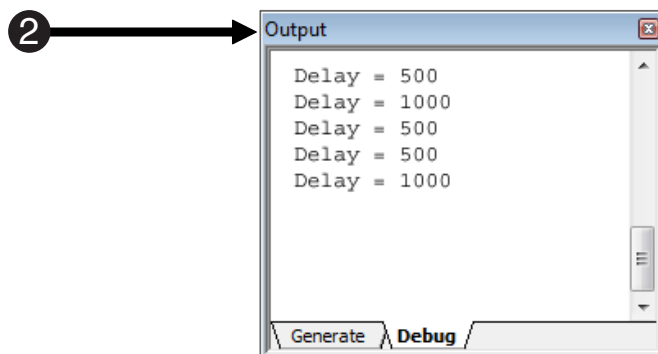 2
Output
Delay = 500
Delay = 1000
Delay = 500
Delay = 500
Delay = 1000
Generate Debug